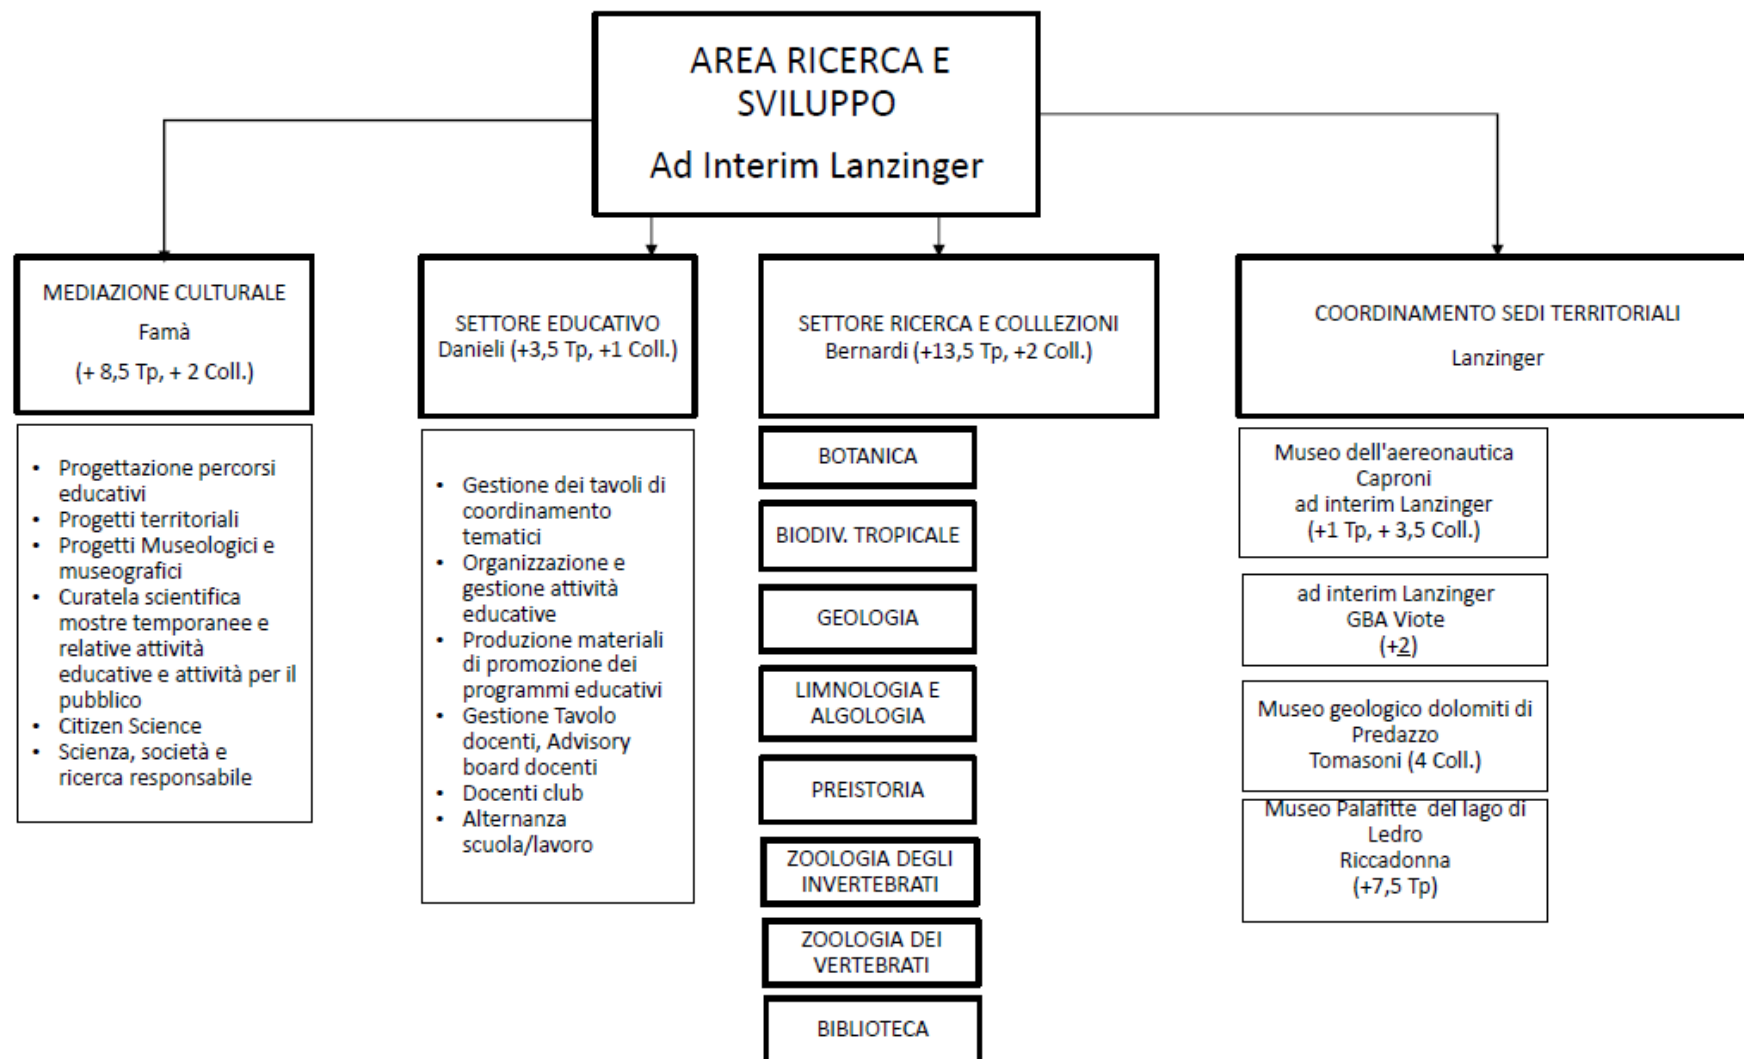 AREA RICERCA E
SVILUPPO
Ad Interim Lanzinger
MEDIAZIONE CULTURALE
Famà
(+ 8,5 Tp, + 2 Coll.)
• Progettazione percorsi
educativi
• Progetti territoriali
• Progetti Museologici e
museografici
• Curatela scientifica
mostre temporanee e
relative attività
educative e attività per il
pubblico
• Citizen Science
• Scienza, società e
ricerca responsabile
SETTORE EDUCATIVO
Danieli (+3,5 Tp, +1 Coll.)
• Gestione dei tavoli di
coordinamento
tematici
• Organizzazione e
gestione attività
educative
• Produzione materiali
di promozione dei
programmi educativi
• Gestione Tavolo
docenti, Advisory
board docenti
• Docenti club
• Alternanza
scuola/lavoro
SETTORE RICERCA E COLLLEZIONI
Bernardi (+13,5 Tp, +2 Coll.)
BOTANICA
BIODIV. TROPICALE
GEOLOGIA
LIMNOLOGIA E
ALGOLOGIA
PREISTORIA
ZOOLOGIA DEGLI
INVERTEBRATI
ZOOLOGIA DEI
VERTEBRATI
BIBLIOTECA
COORDINAMENTO SEDI TERRITORIALI
Lanzinger
Museo dell'aereonautica
Caproni
ad interim Lanzinger
(+1 Tp, + 3,5 Coll.)
ad interim Lanzinger
GBA Viote
(+2)
Museo geologico dolomiti di
Predazzo
Tomasoni (4 Coll.)
Museo Palafitte del lago di
Ledro
Riccadonna
(+7,5 Tp)